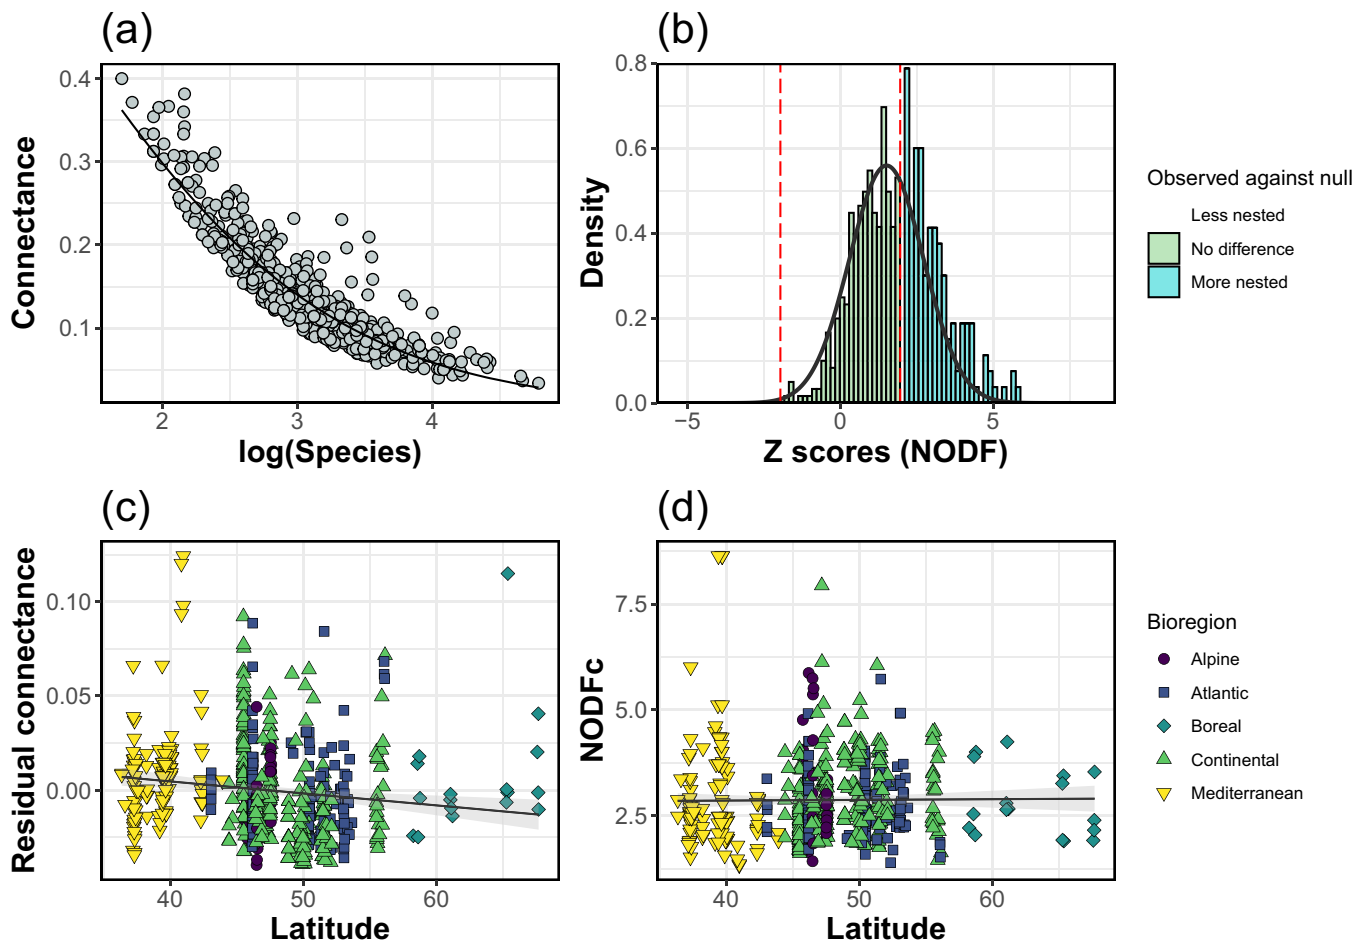 (a)
Connectance
0.4
0.3
0.2
0.1
2
3
4
log(Species)
(b)
Density
0.8
0.6
0.4
0.2
0.0
−5
0
5
Z scores (NODF)
Observed against null
Less nested
No difference
More nested
(c)
Residual connectance
0.10
0.05
0.00
40
50
60
Latitude
(d)
NODFc
7.5
5.0
2.5
40
50
60
Latitude
Bioregion
Alpine
Atlantic
Boreal
Continental
Mediterranean